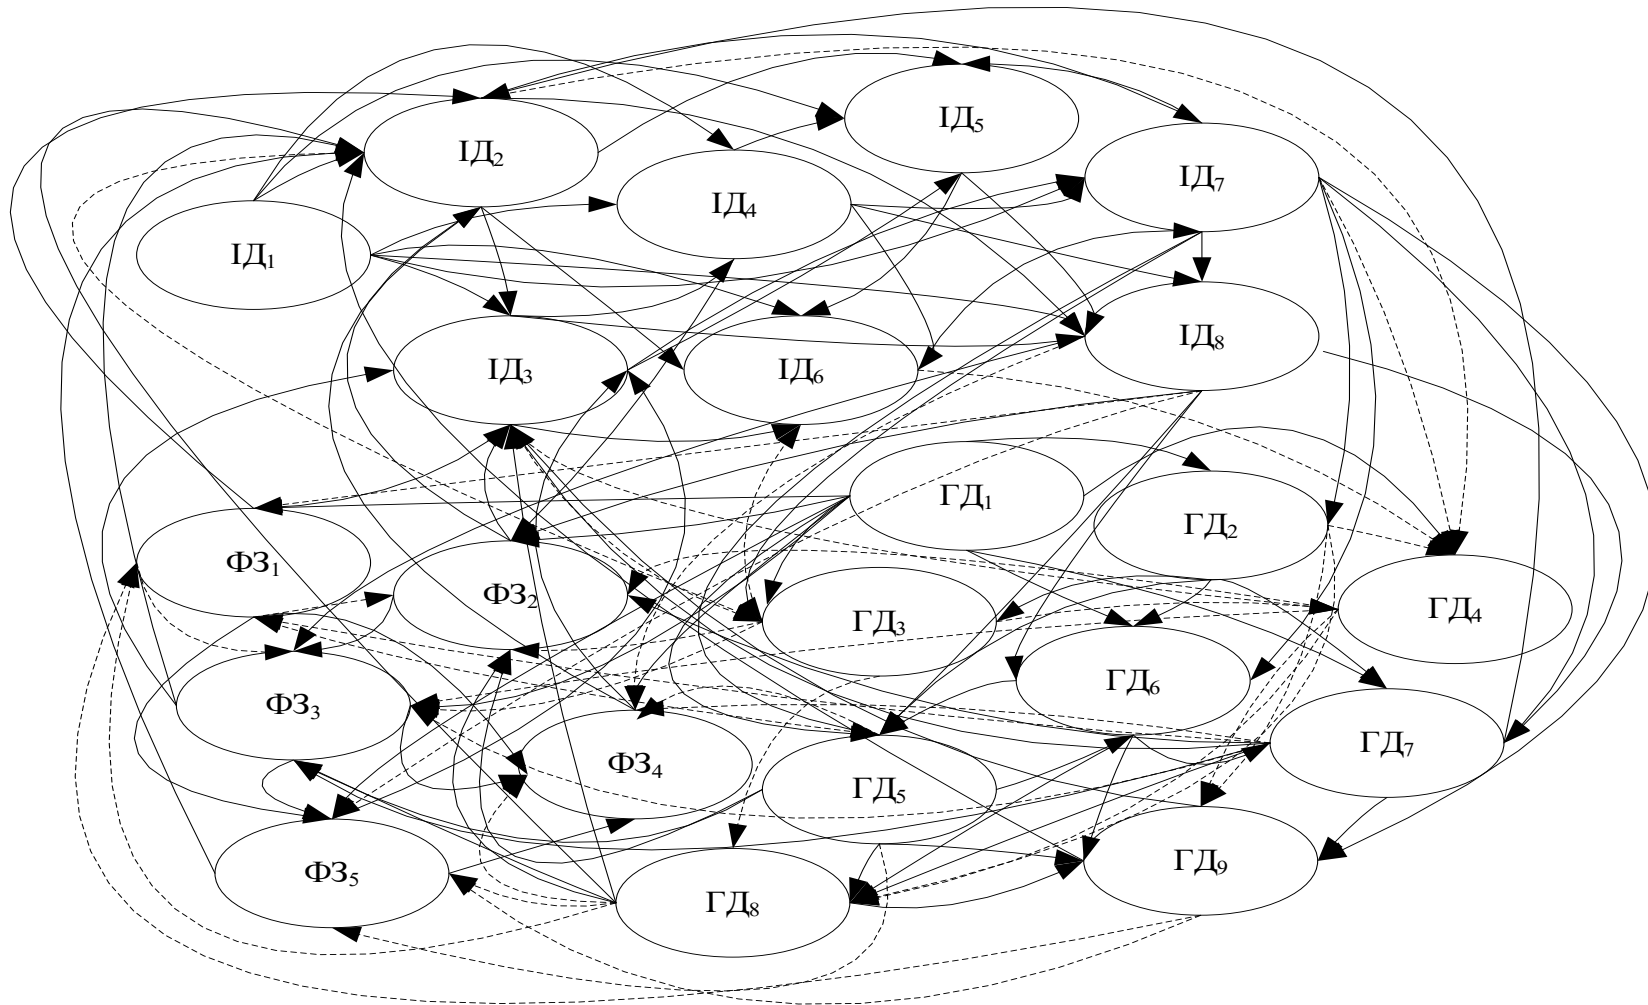 ІД₅
ІД₂
ІД₇
ІД₄
ІД₁
ІД₈
ІД₃
ІД₆
ГД₁
ГД₂
ФЗ₁
ФЗ₂
ГД₃
ГД₄
ГД₆
ФЗ₃
ГД₇
ФЗ₄
ГД₅
ГД₉
ФЗ₅
ГД₈